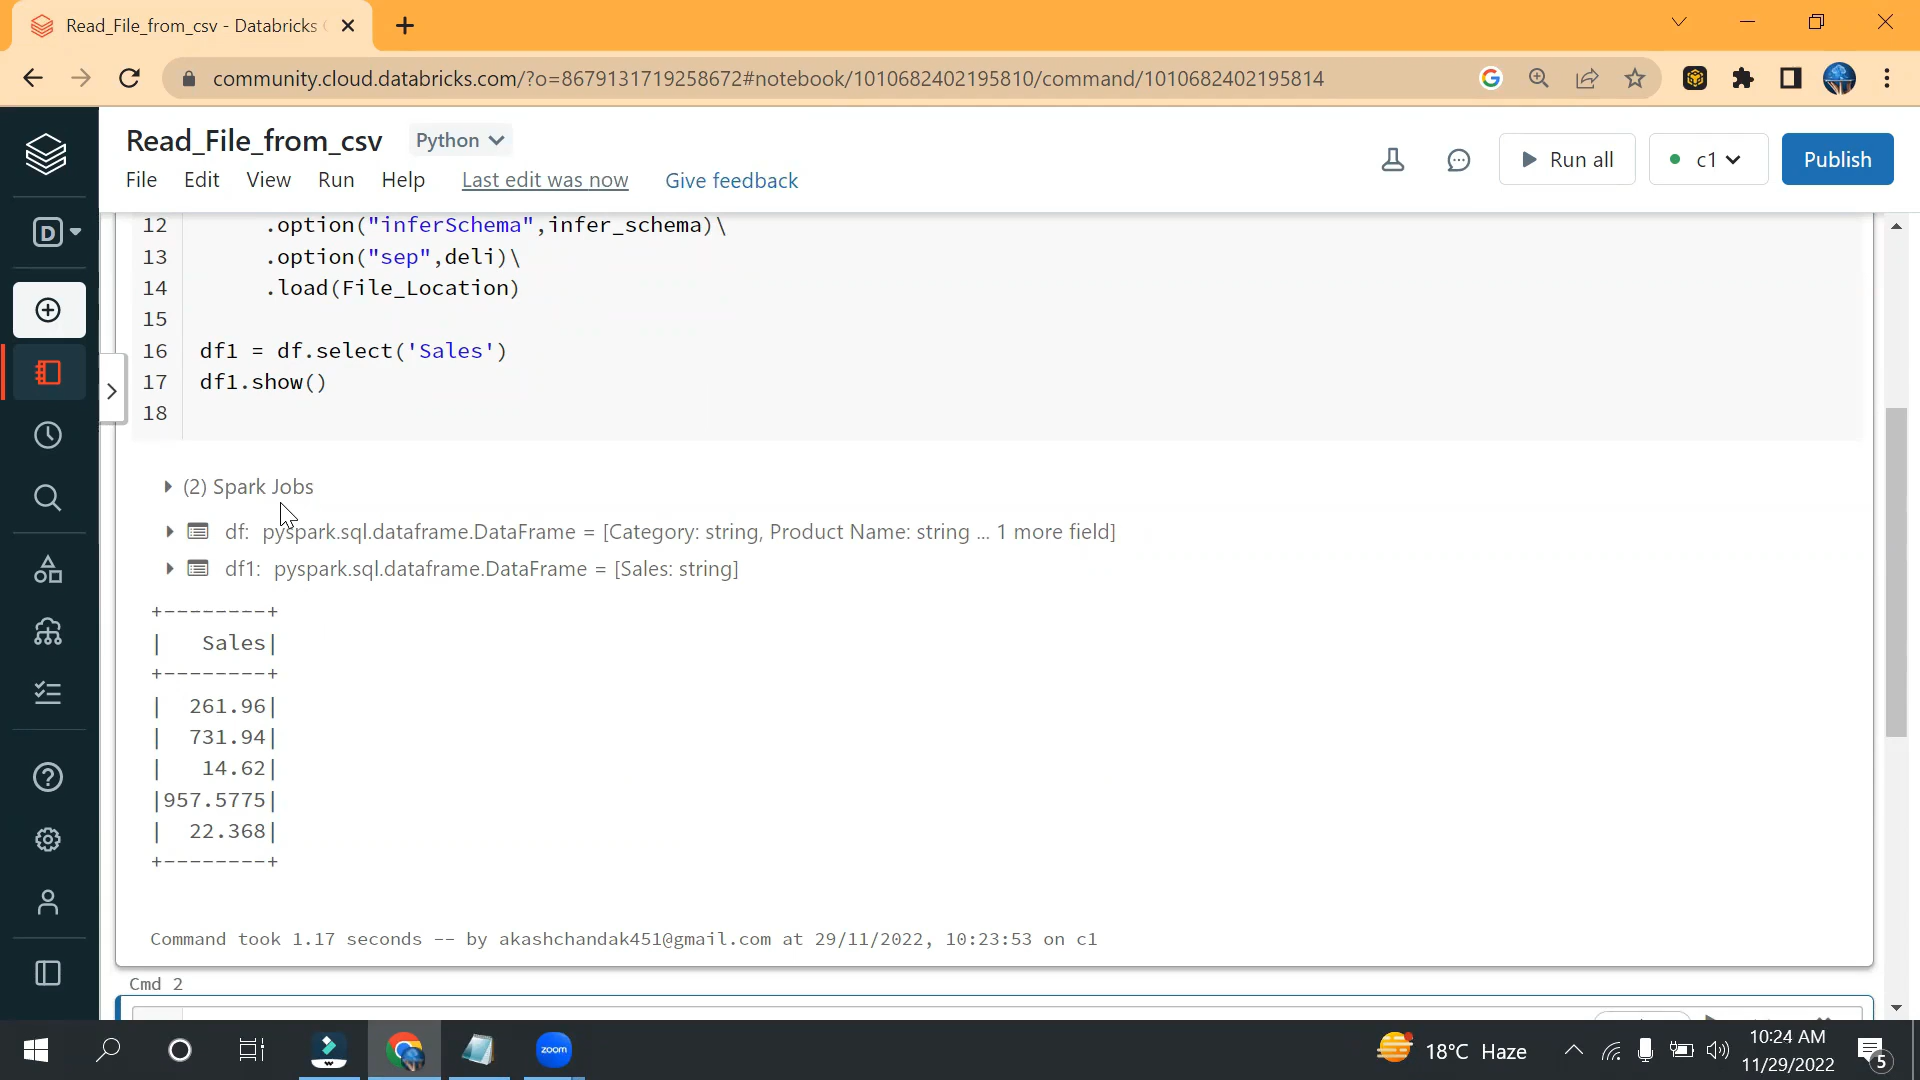 Read_File_from_csv - Databricks
community.cloud.databricks.com/?o=8679131719258672#notebook/1010682402195810/command/1010682402195814
Read_File_from_csv Python
File Edit View Run Help Last edit was now Give feedback
Run all c1 Publish
D
12 .option("inferSchema",infer_schema)\
13 .option("sep",deli)\
14 .load(File_Location)
15
16 df1 = df.select('Sales')
17 df1.show()
18
(2) Spark Jobs
df: pyspark.sql.dataframe.DataFrame = [Category: string, Product Name: string ... 1 more field]
df1: pyspark.sql.dataframe.DataFrame = [Sales: string]
+--------+
|   Sales|
+--------+
|  261.96|
|  731.94|
|   14.62|
|957.5775|
|  22.368|
+--------+
Command took 1.17 seconds -- by akashchandak451@gmail.com at 29/11/2022, 10:23:53 on c1
Cmd 2
zoom
18°C Haze
10:24 AM
11/29/2022
5